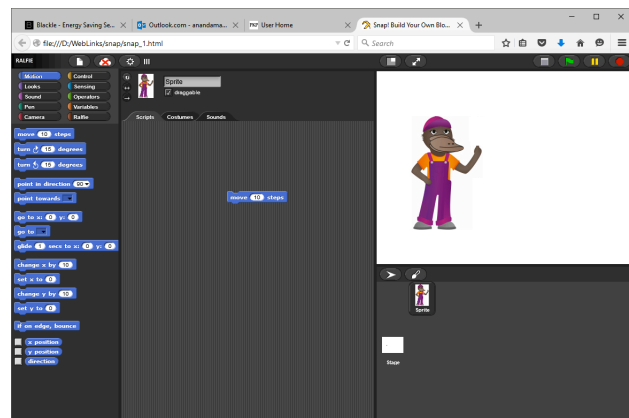 Blackle - Energy Saving Se...
Outlook.com - anandama...
User Home
Snap! Build Your Own Blo...
file:///D:/WebLinks/snap/snap_1.html
Search
RALFIE
Motion Control
Looks Sensing
Sound Operators
Pen Variables
Camera Ralfie
Sprite
draggable
Scripts Costumes Sounds
move 10 steps
turn 15 degrees
turn 15 degrees
point in direction 90
point towards
go to x: 0 y: 0
go to
glide 1 secs to x: 0 y: 0
change x by 10
set x to 0
change y by 10
set y to 0
if on edge, bounce
x position
y position
direction
move 10 steps
Sprite
Stage